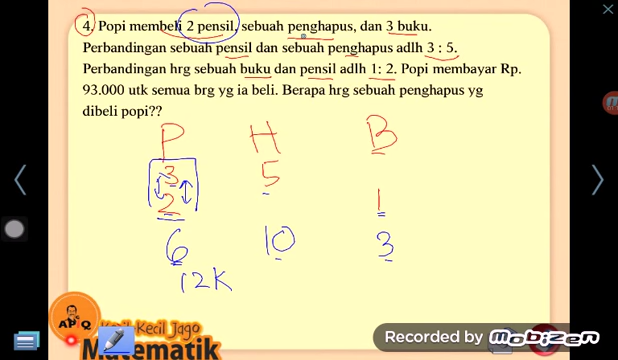 4. Popi membeli 2 pensil, sebuah penghapus, dan 3 buku.
Perbandingan sebuah pensil dan sebuah penghapus adlh 3 : 5.
Perbandingan hrg sebuah buku dan pensil adlh 1: 2. Popi membayar Rp.
93.000 utk semua brg yg ia beli. Berapa hrg sebuah penghapus yg
dibeli popi??
P H B
3 5
2 1
6 10 3
12K
APIQ
Kecil Jago
Matematik
Recorded by MobiZen